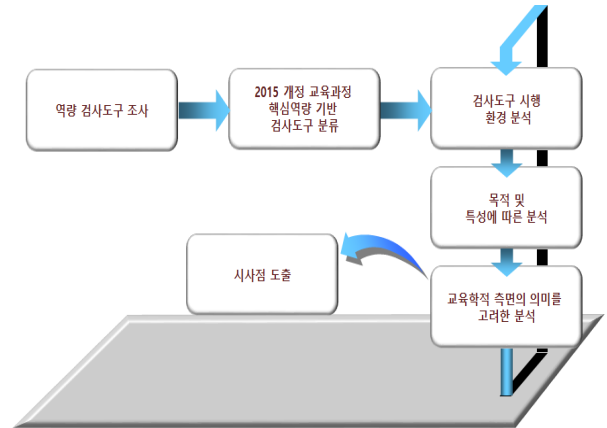 역량 검사도구 조사
2015 개정 교육과정
핵심역량 기반
검사도구 분류
검사도구 시행
환경 분석
목적 및
특성에 따른 분석
교육학적 측면의 의미를
고려한 분석
시사점 도출